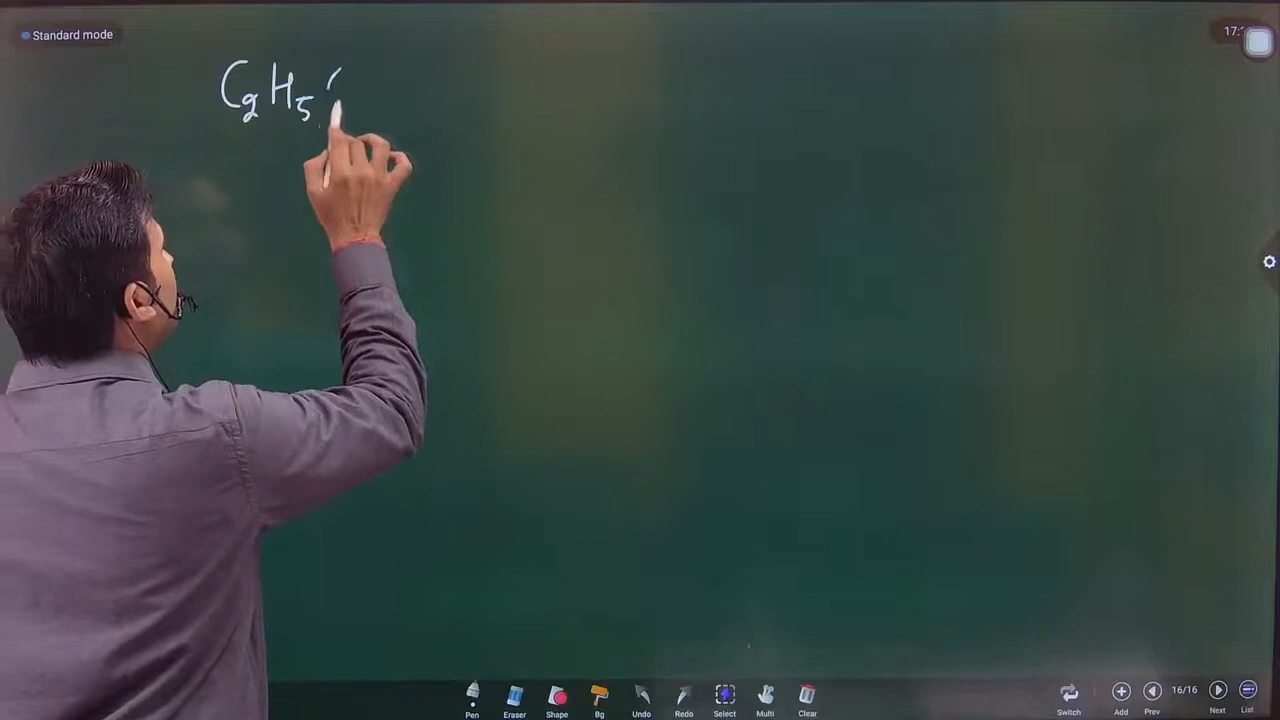 Standard mode
C₂H₅
Pen Eraser Shape Bg Undo Redo Select Multi Clear Switch Add Prev 16/16 Next List